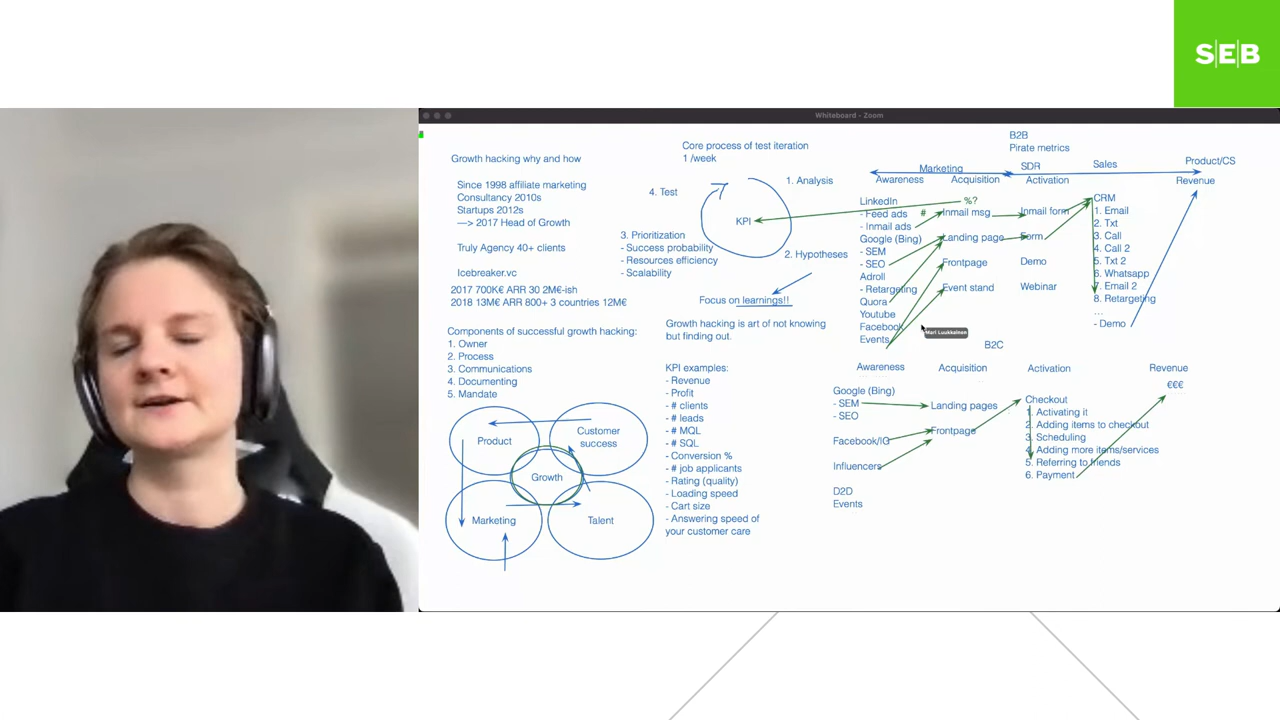 S|E|B
Whiteboard - Zoom
Growth hacking why and how
Since 1998 affiliate marketing
Consultancy 2010s
Startups 2012s
—> 2017 Head of Growth
Truly Agency 40+ clients
Icebreaker.vc
2017 700K€ ARR 30 2M€-ish
2018 13M€ ARR 800+ 3 countries 12M€
Components of successful growth hacking:
1. Owner
2. Process
3. Communications
4. Documenting
5. Mandate
Product
Customer
success
Growth
Marketing
Talent
Core process of test iteration
1 /week
1. Analysis
4. Test
KPI
3. Prioritization
- Success probability
- Resources efficiency
- Scalability
2. Hypotheses
Focus on learnings!!
Growth hacking is art of not knowing
but finding out.
KPI examples:
- Revenue
- Profit
- # clients
- # leads
- # MQL
- # SQL
- Conversion %
- # job applicants
- Rating (quality)
- Loading speed
- Cart size
- Answering speed of
your customer care
B2B
Pirate metrics
Marketing
SDR
Sales
Product/CS
Awareness
Acquisition
Activation
Revenue
LinkedIn
- Feed ads
- Inmail ads
Google (Bing)
- SEM
- SEO
Adroll
- Retargeting
Quora
Youtube
Facebook
Events
%?
#
Inmail msg
Landing page
Frontpage
Event stand
Inmail form
Form
Demo
Webinar
CRM
1. Email
2. Txt
3. Call
4. Call 2
5. Txt 2
6. Whatsapp
7. Email 2
8. Retargeting
...
- Demo
Mari Luukkainen
B2C
Awareness
Acquisition
Activation
Revenue
€€€
Google (Bing)
- SEM
- SEO
Facebook/IG
Influencers
D2D
Events
Landing pages
Frontpage
Checkout
1. Activating it
2. Adding items to checkout
3. Scheduling
4. Adding more items/services
5. Referring to friends
6. Payment